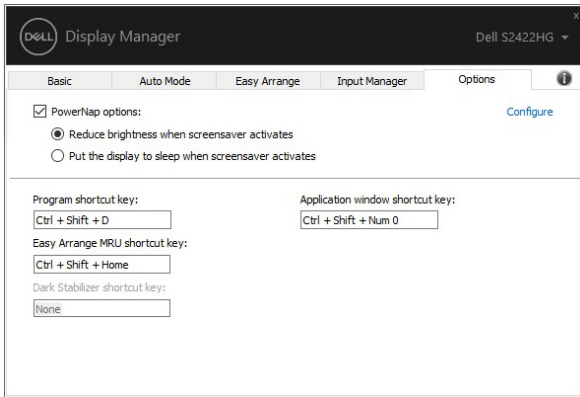 DELL Display Manager
Dell S2422HG
Basic
Auto Mode
Easy Arrange
Input Manager
Options
PowerNap options:
Configure
Reduce brightness when screensaver activates
Put the display to sleep when screensaver activates
Program shortcut key:
Application window shortcut key:
Ctrl + Shift + D
Ctrl + Shift + Num 0
Easy Arrange MRU shortcut key:
Ctrl + Shift + Home
Dark Stabilizer shortcut key:
None